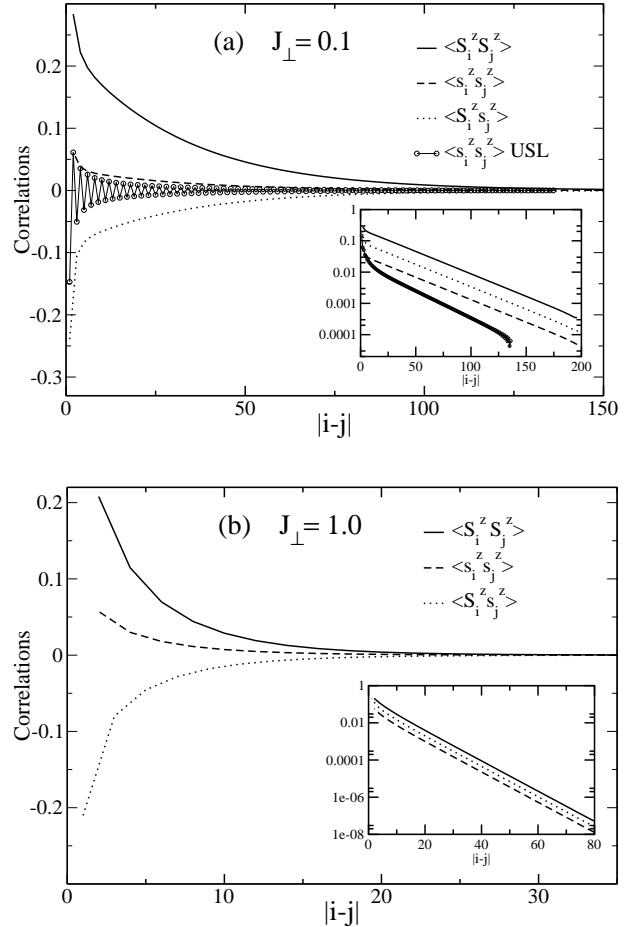 (a) J⊥ = 0.1
<S_i^z S_j^z>
<s_i^z s_j^z>
<S_i^z s_j^z>
<s_i^z s_j^z> USL
Correlations
0.2
0.1
0
-0.1
-0.2
-0.3
0 50 100 150
|i-j|
0.1
0.01
0.001
0.0001
0 25 50 75 100 125 150 175 200
|i-j|
(b) J⊥ = 1.0
<S_i^z S_j^z>
<s_i^z s_j^z>
<S_i^z s_j^z>
Correlations
0.2
0.1
0
-0.1
-0.2
0 10 20 30
|i-j|
1
0.01
0.0001
1e-06
1e-08
0 20 40 60 80
|i-j|